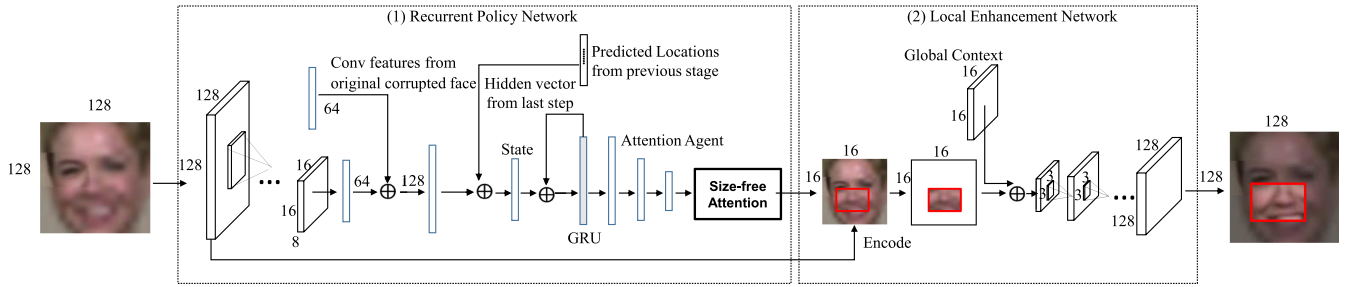 (1) Recurrent Policy Network
(2) Local Enhancement Network
128
128
128
128
Conv features from
original corrupted face
64
16
16
8
64
128
Predicted Locations
from previous stage
Hidden vector
from last step
State
GRU
Attention Agent
Size-free
Attention
16
16
Encode
16
16
Global Context
16
16
3
3
3
3
128
128
128
128